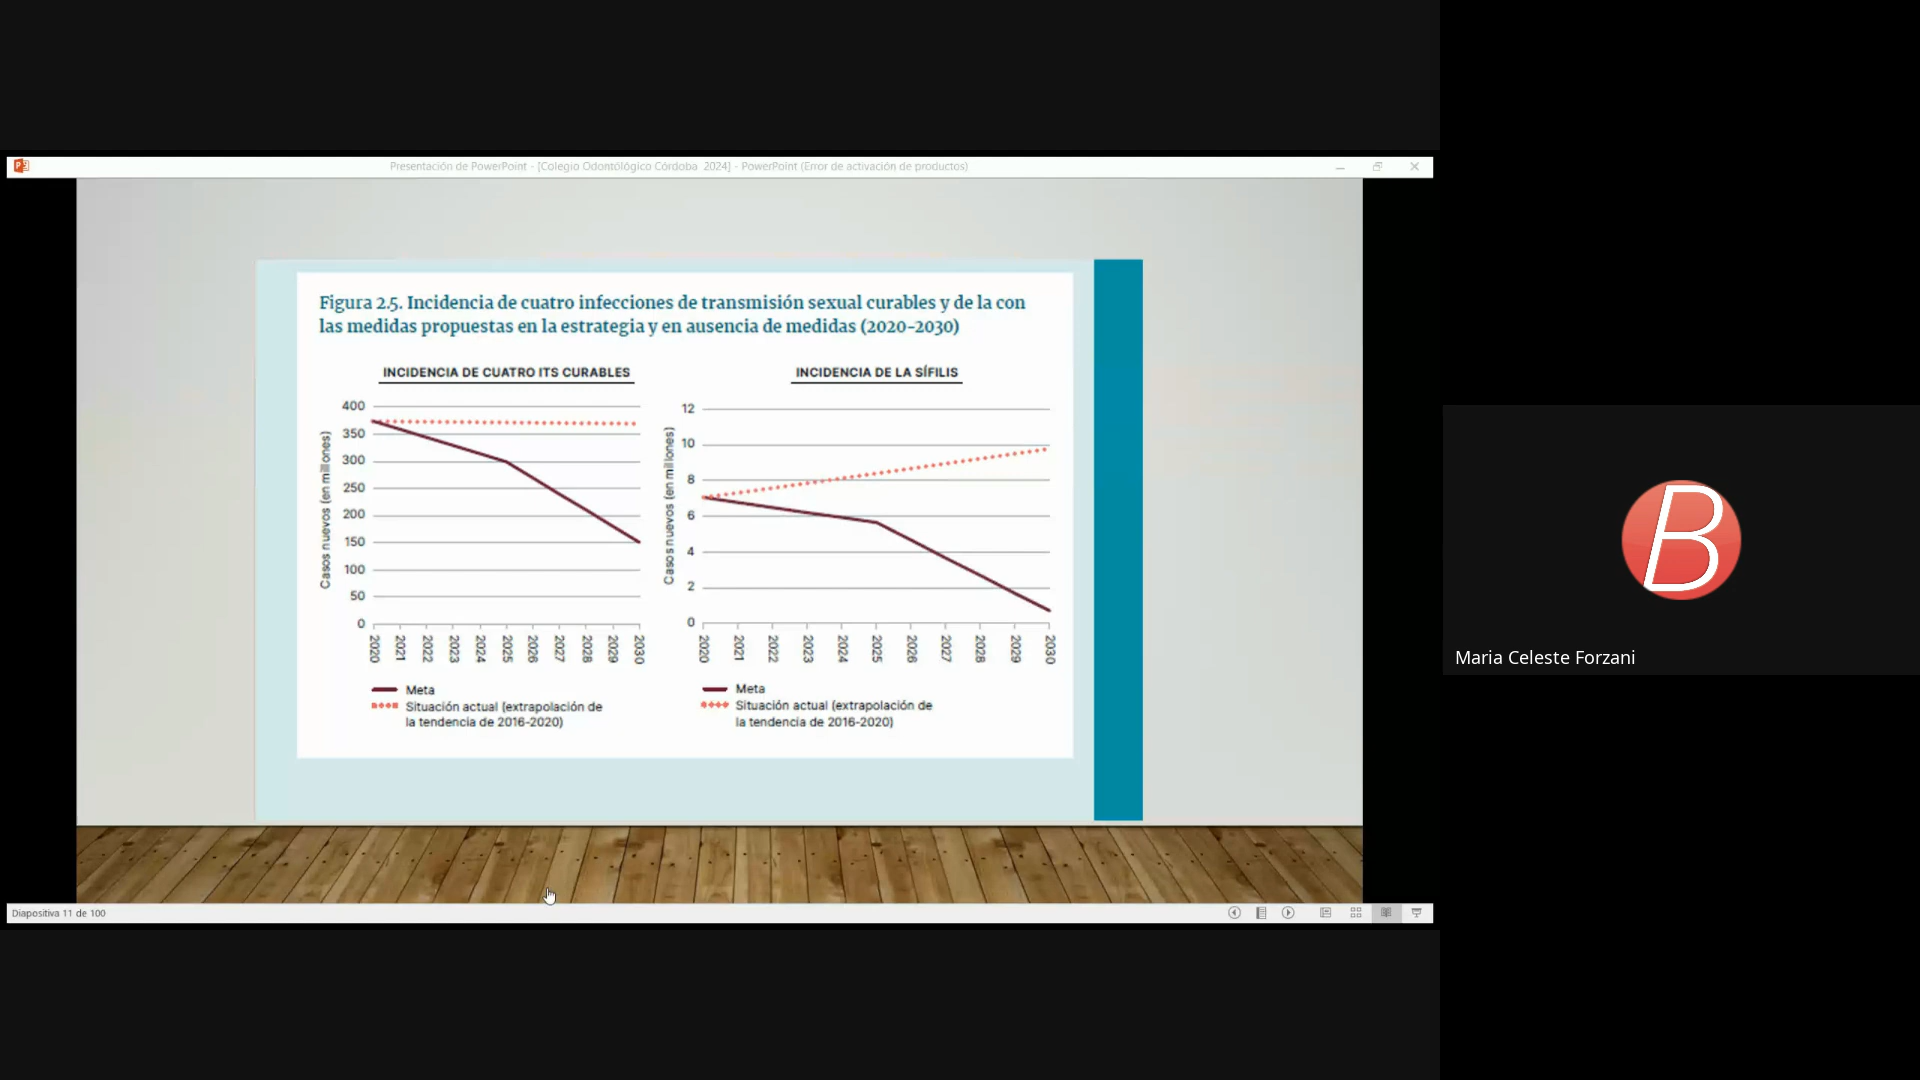 Presentación de PowerPoint - [Colegio Odontológico Córdoba 2024] - PowerPoint (Error de activación de productos)
Figura 2.5. Incidencia de cuatro infecciones de transmisión sexual curables y de la con
las medidas propuestas en la estrategia y en ausencia de medidas (2020-2030)
INCIDENCIA DE CUATRO ITS CURABLES
Casos nuevos (en millones)
400
350
300
250
200
150
100
50
0
2020 2021 2022 2023 2024 2025 2026 2027 2028 2029 2030
Meta
Situación actual (extrapolación de
la tendencia de 2016-2020)
INCIDENCIA DE LA SÍFILIS
Casos nuevos (en millones)
12
10
8
6
4
2
0
2020 2021 2022 2023 2024 2025 2026 2027 2028 2029 2030
Meta
Situación actual (extrapolación de
la tendencia de 2016-2020)
Diapositiva 11 de 100
B
Maria Celeste Forzani